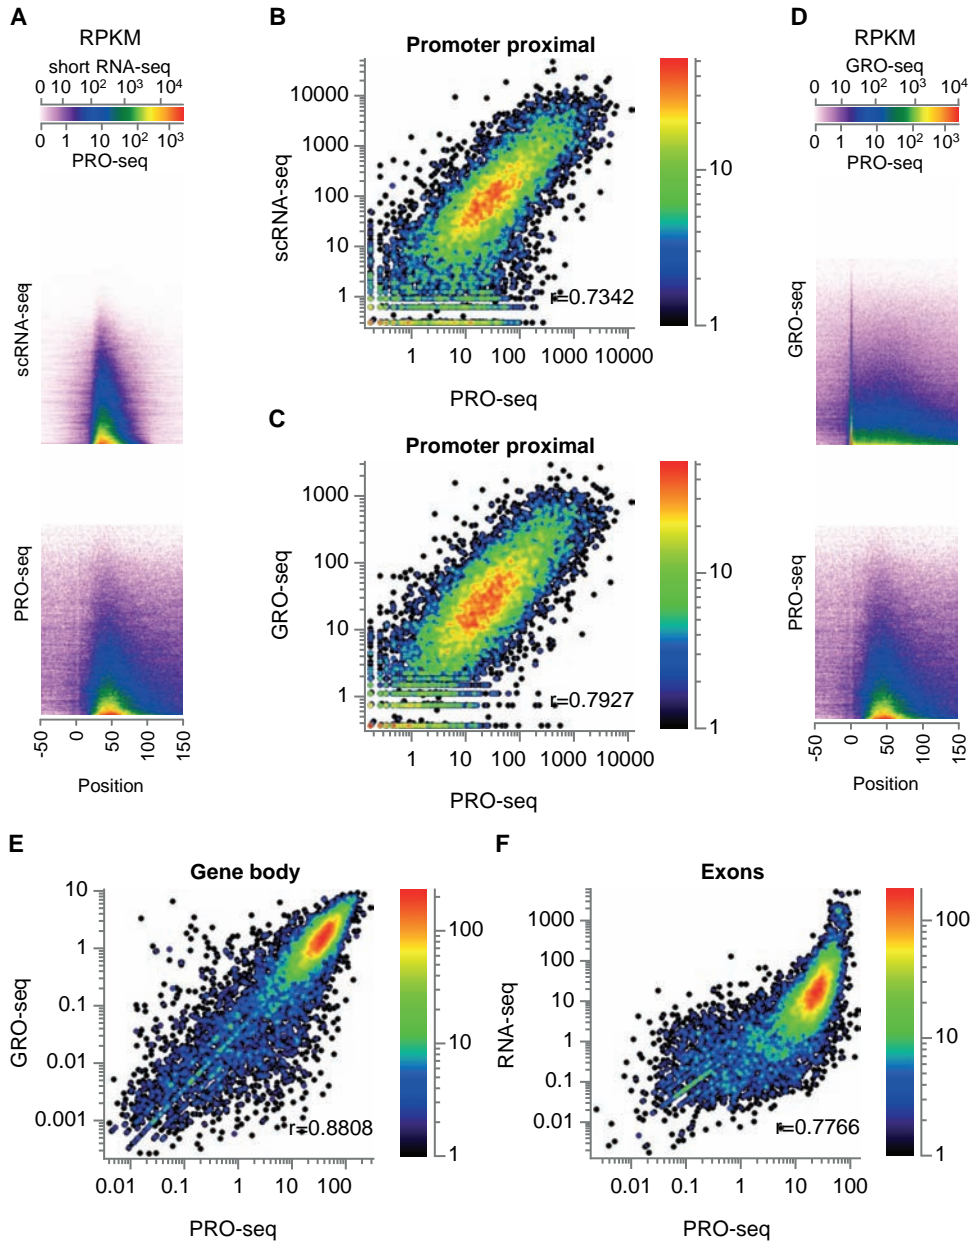 A
RPKM
short RNA-seq
0 10 10² 10³ 10⁴
0 1 10 10² 10³
PRO-seq
scRNA-seq
PRO-seq
-50 0 50 100 150
Position
B
Promoter proximal
10000
1000
100
10
1
scRNA-seq
r=0.7342
1 10 100 1000 10000
PRO-seq
10
1
C
Promoter proximal
1000
100
10
1
GRO-seq
r=0.7927
1 10 100 1000 10000
PRO-seq
10
1
D
RPKM
GRO-seq
0 10 10² 10³ 10⁴
0 1 10 10² 10³
PRO-seq
GRO-seq
PRO-seq
-50 0 50 100 150
Position
E
Gene body
10
1
0.1
0.01
0.001
GRO-seq
r=0.8808
0.01 0.1 1 10 100
PRO-seq
100
10
1
F
Exons
1000
100
10
1
0.1
0.01
RNA-seq
r=0.7766
0.01 0.1 1 10 100
PRO-seq
100
10
1